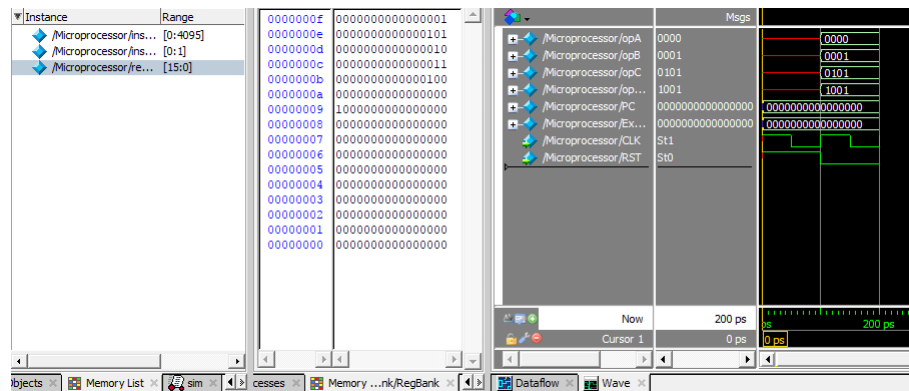 Instance Range
/Microprocessor/ins... [0:4095]
/Microprocessor/ins... [0:1]
/Microprocessor/re... [15:0]
0000000f 0000000000000001
0000000e 0000000000000101
0000000d 0000000000000010
0000000c 0000000000000011
0000000b 0000000000000100
0000000a 0000000000000000
00000009 1000000000000000
00000008 0000000000000000
00000007 0000000000000000
00000006 0000000000000000
00000005 0000000000000000
00000004 0000000000000000
00000003 0000000000000000
00000002 0000000000000000
00000001 0000000000000000
00000000 0000000000000000
Msgs
/Microprocessor/opA 0000 0000
/Microprocessor/opB 0001 0001
/Microprocessor/opC 0101 0101
/Microprocessor/op... 1001 1001
/Microprocessor/PC 0000000000000000 0000000000000000
/Microprocessor/Ex... 0000000000000000 0000000000000000
/Microprocessor/CLK St1
/Microprocessor/RST St0
Now 200 ps ps 200 ps
Cursor 1 0 ps 0 ps
bjects Memory List sim cesses Memory ...nk/RegBank Dataflow Wave